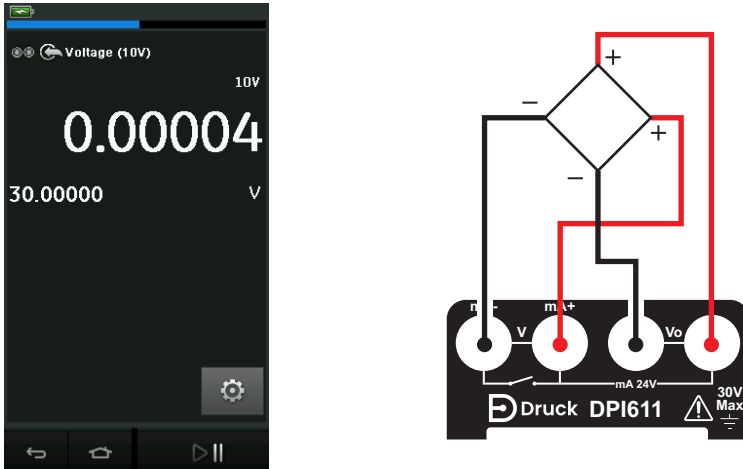 Voltage (10V)
10V
0.00004
30.00000 V
+
−
+
−
mA+
V
Vo
mA 24V
Druck DPI611
30V
Max